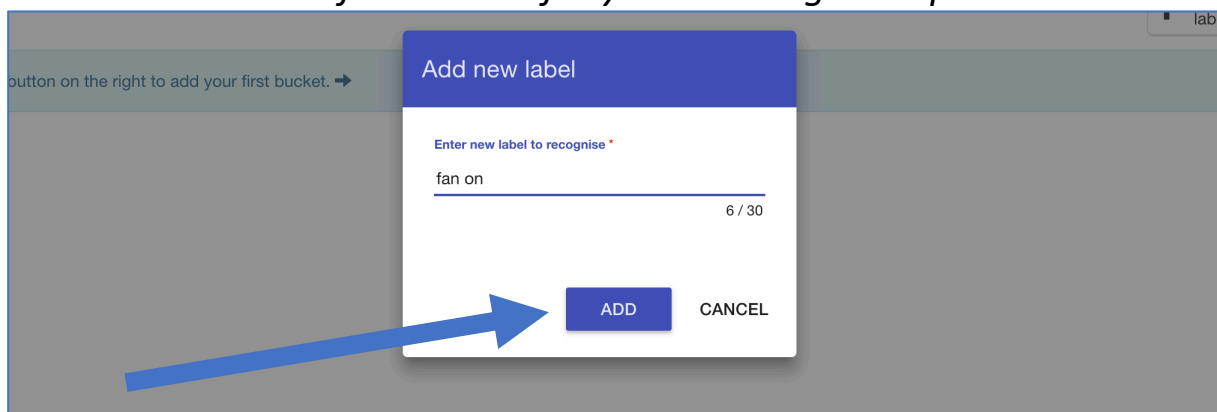 lab
button on the right to add your first bucket. ➡
Add new label
Enter new label to recognise *
fan on
6 / 30
ADD CANCEL